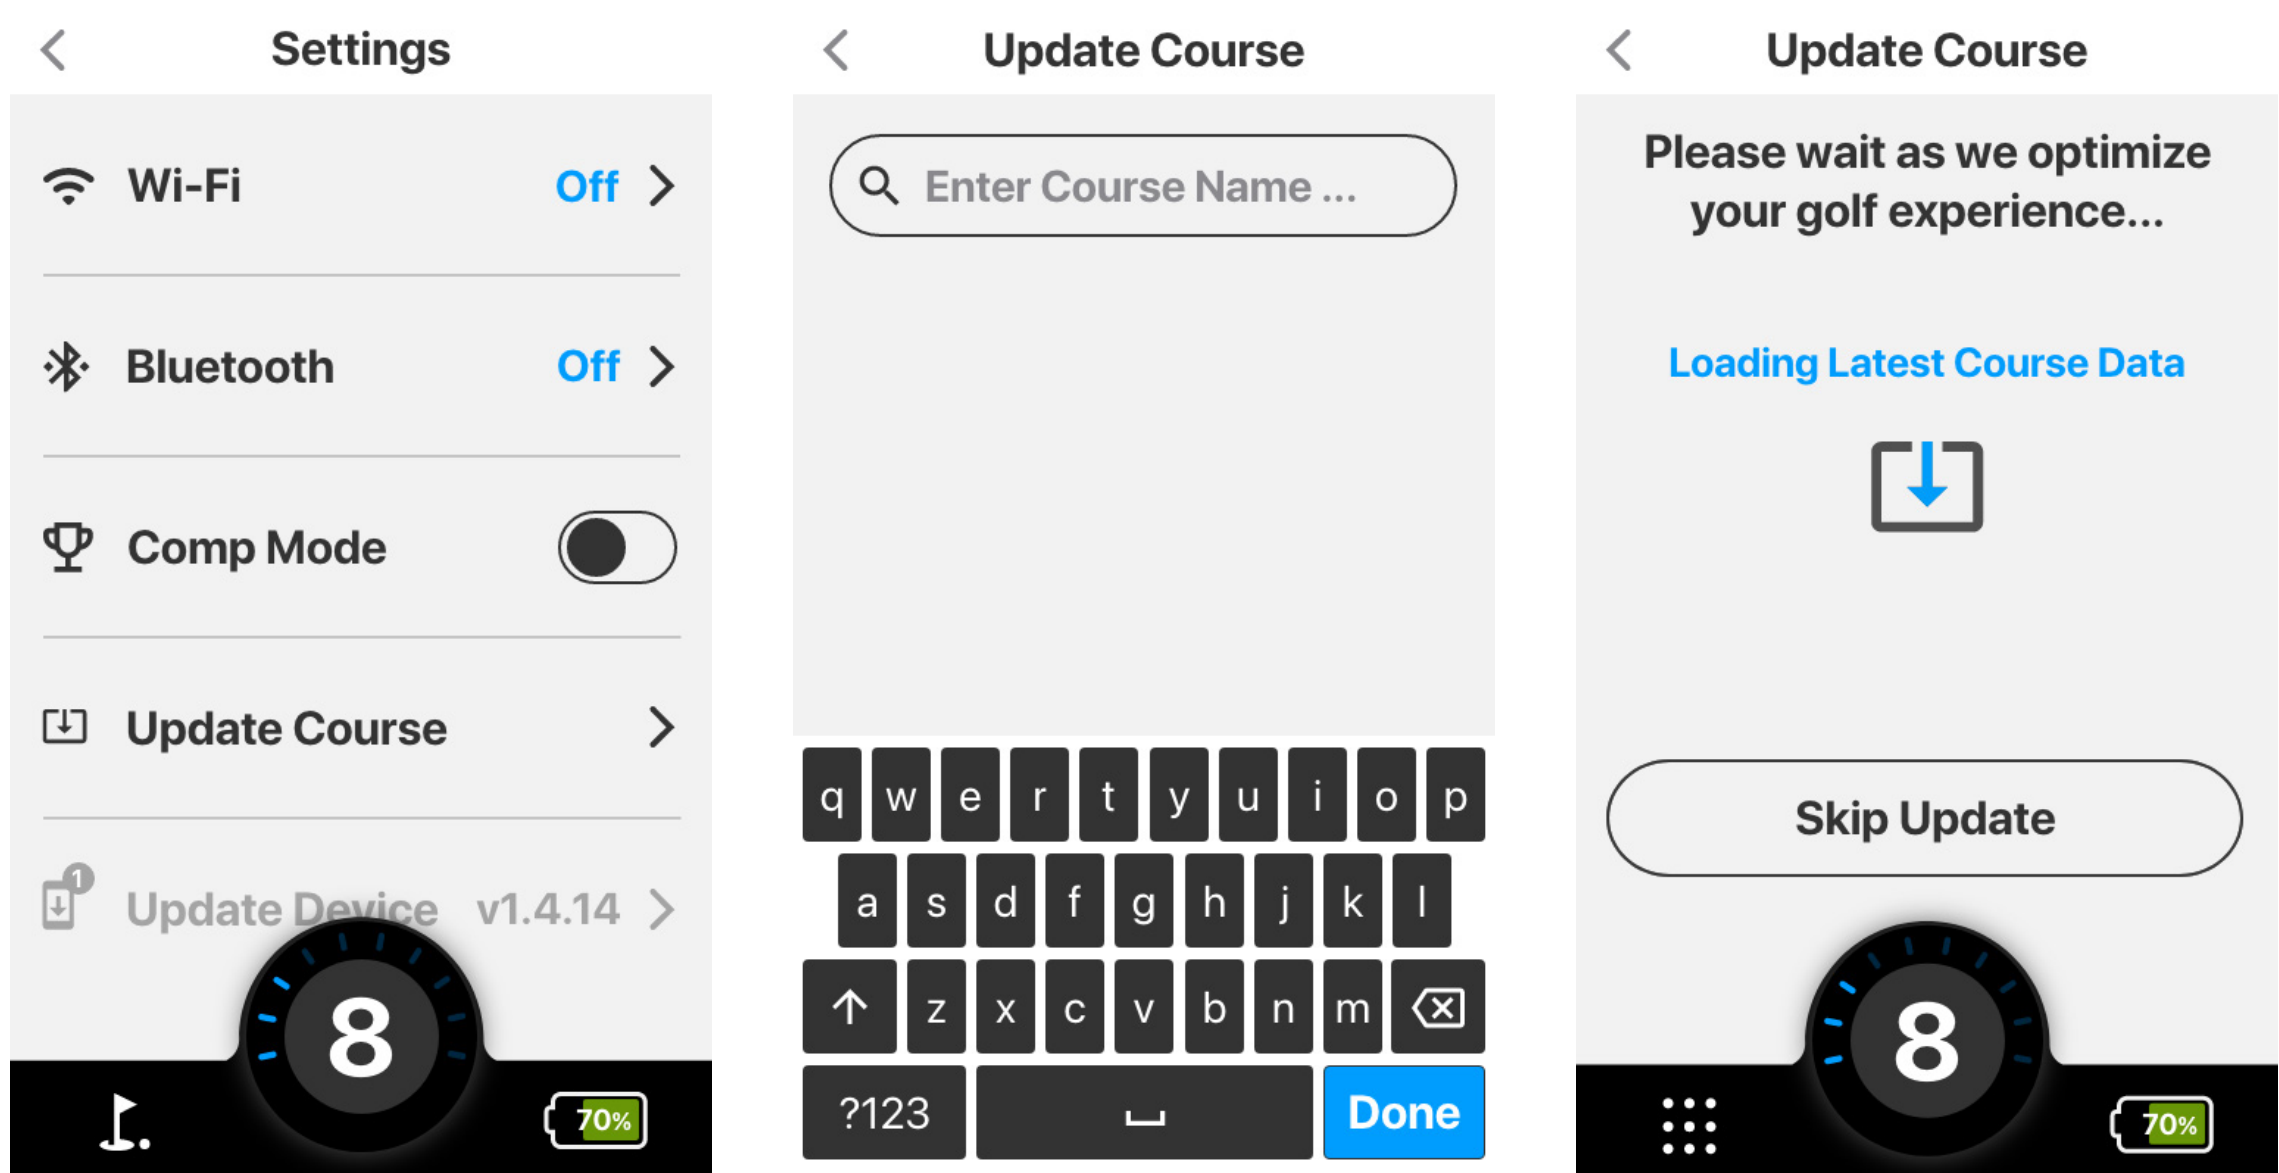 Settings
Wi-Fi Off
Bluetooth Off
Comp Mode
Update Course
1
Update Device v1.4.14
8
70%
Update Course
Enter Course Name ...
q w e r t y u i o p
a s d f g h j k l
z x c v b n m
?123 Done
Update Course
Please wait as we optimize
your golf experience...
Loading Latest Course Data
Skip Update
8
70%